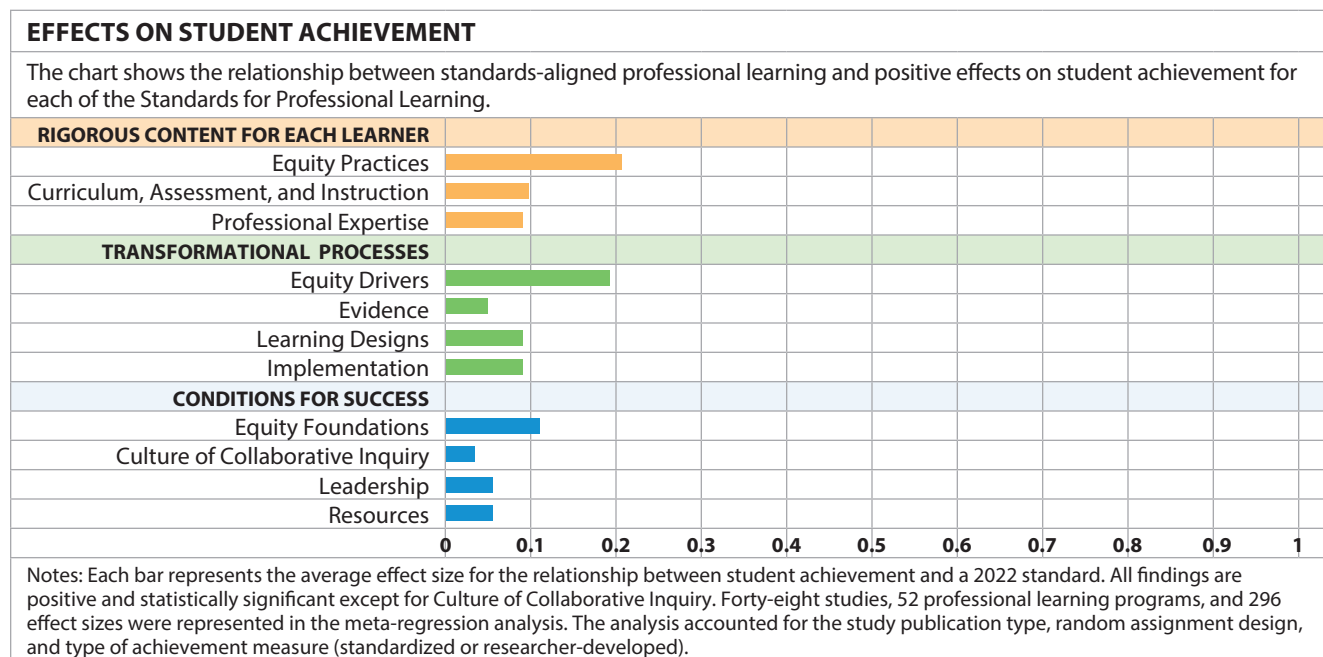 EFFECTS ON STUDENT ACHIEVEMENT
The chart shows the relationship between standards-aligned professional learning and positive effects on student achievement for
each of the Standards for Professional Learning.
RIGOROUS CONTENT FOR EACH LEARNER
Equity Practices
Curriculum, Assessment, and Instruction
Professional Expertise
TRANSFORMATIONAL PROCESSES
Equity Drivers
Evidence
Learning Designs
Implementation
CONDITIONS FOR SUCCESS
Equity Foundations
Culture of Collaborative Inquiry
Leadership
Resources
0 0.1 0.2 0.3 0.4 0.5 0.6 0.7 0.8 0.9 1
Notes: Each bar represents the average effect size for the relationship between student achievement and a 2022 standard. All findings are
positive and statistically significant except for Culture of Collaborative Inquiry. Forty-eight studies, 52 professional learning programs, and 296
effect sizes were represented in the meta-regression analysis. The analysis accounted for the study publication type, random assignment design,
and type of achievement measure (standardized or researcher-developed).